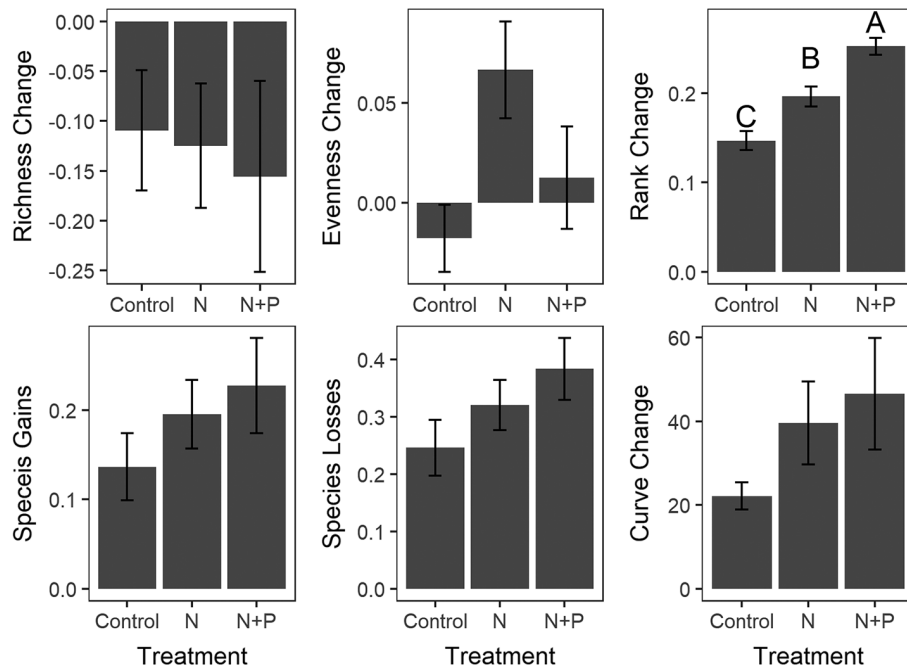 Richness Change
0.00
-0.05
-0.10
-0.15
-0.20
-0.25
Control N N+P
Evenness Change
0.05
0.00
Control N N+P
Rank Change
0.2
0.1
0.0
C B A
Control N N+P
Speceis Gains
0.2
0.1
0.0
Control N N+P
Treatment
Species Losses
0.4
0.3
0.2
0.1
0.0
Control N N+P
Treatment
Curve Change
60
40
20
0
Control N N+P
Treatment